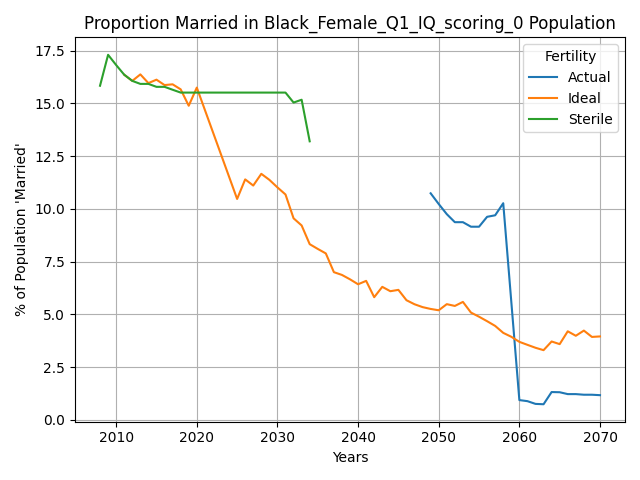 Proportion Married in Black_Female_Q1_IQ_scoring_0 Population
% of Population 'Married'
17.5
15.0
12.5
10.0
7.5
5.0
2.5
0.0
Fertility
Actual
Ideal
Sterile
2010 2020 2030 2040 2050 2060 2070
Years